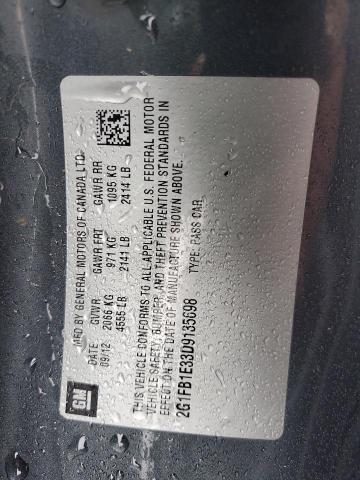 GM
MFD BY GENERAL MOTORS OF CANADA LTD
DATE GVWR GAWR FRT GAWR RR
09/12 2066 KG 971 KG 1095 KG
4555 LB 2141 LB 2414 LB
THIS VEHICLE CONFORMS TO ALL APPLICABLE U.S. FEDERAL MOTOR
VEHICLE SAFETY, BUMPER, AND THEFT PREVENTION STANDARDS IN
EFFECT ON THE DATE OF MANUFACTURE SHOWN ABOVE.
2G1FB1E33D9135698 TYPE: PASS CAR